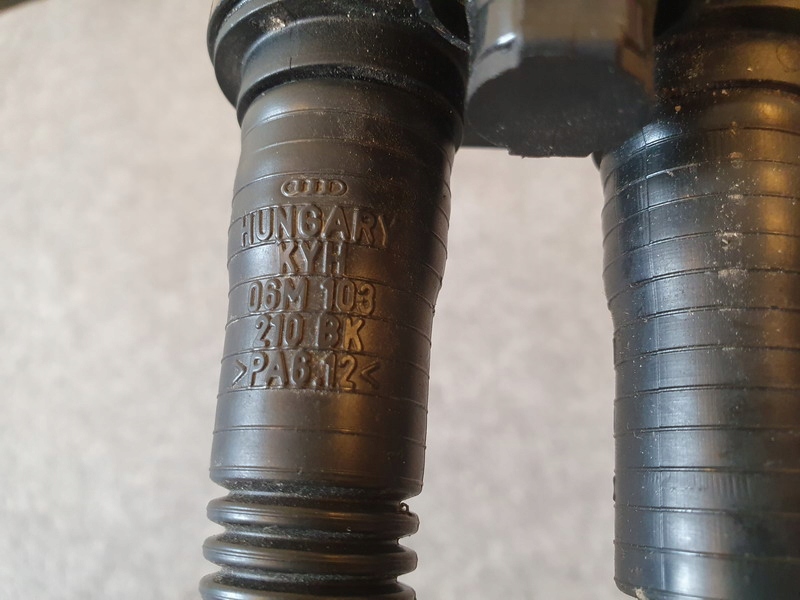 HUNGARY
KYH
06M 103
210 BK
>PA6.12<